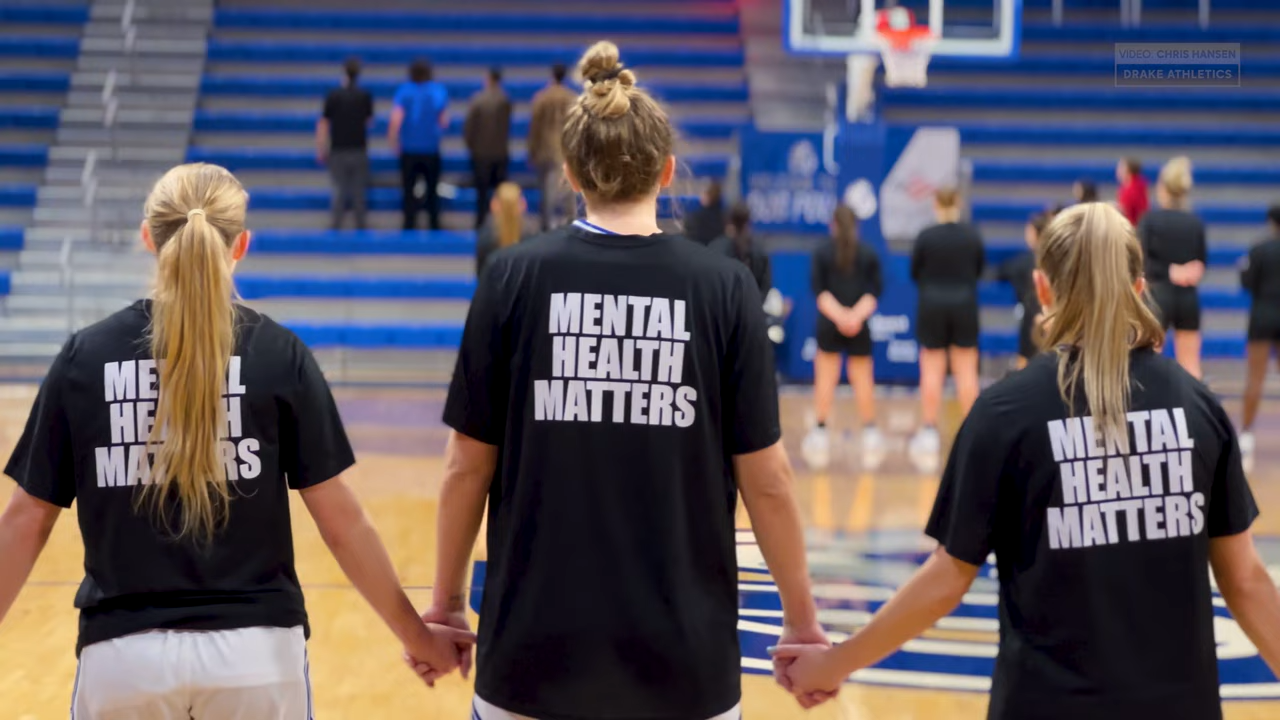 VIDEO: CHRIS HANSEN
DRAKE ATHLETICS
MENTAL
HEALTH
MATTERS
MENTAL
HEALTH
MATTERS
MENTAL
HEALTH
MATTERS